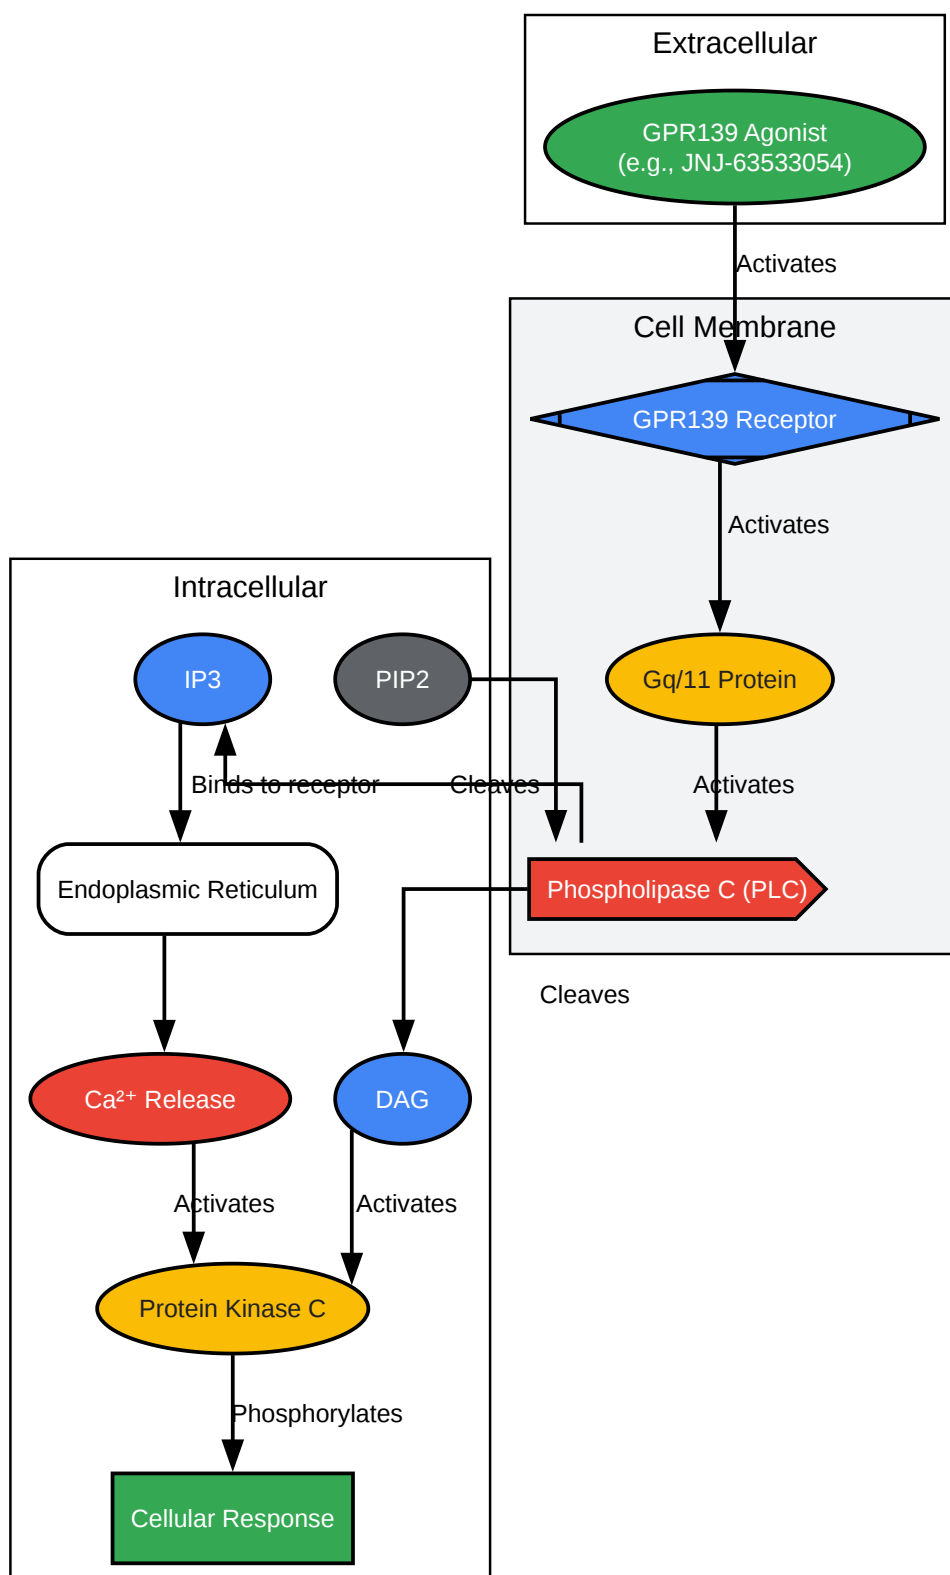 Extracellular
GPR139 Agonist
(e.g., JNJ-63533054)
Activates
Cell Membrane
GPR139 Receptor
Activates
Intracellular
IP3
PIP2
Gq/11 Protein
Binds to receptor
Cleaves
Activates
Endoplasmic Reticulum
Phospholipase C (PLC)
Cleaves
Ca²⁺ Release
DAG
Activates
Activates
Protein Kinase C
Phosphorylates
Cellular Response